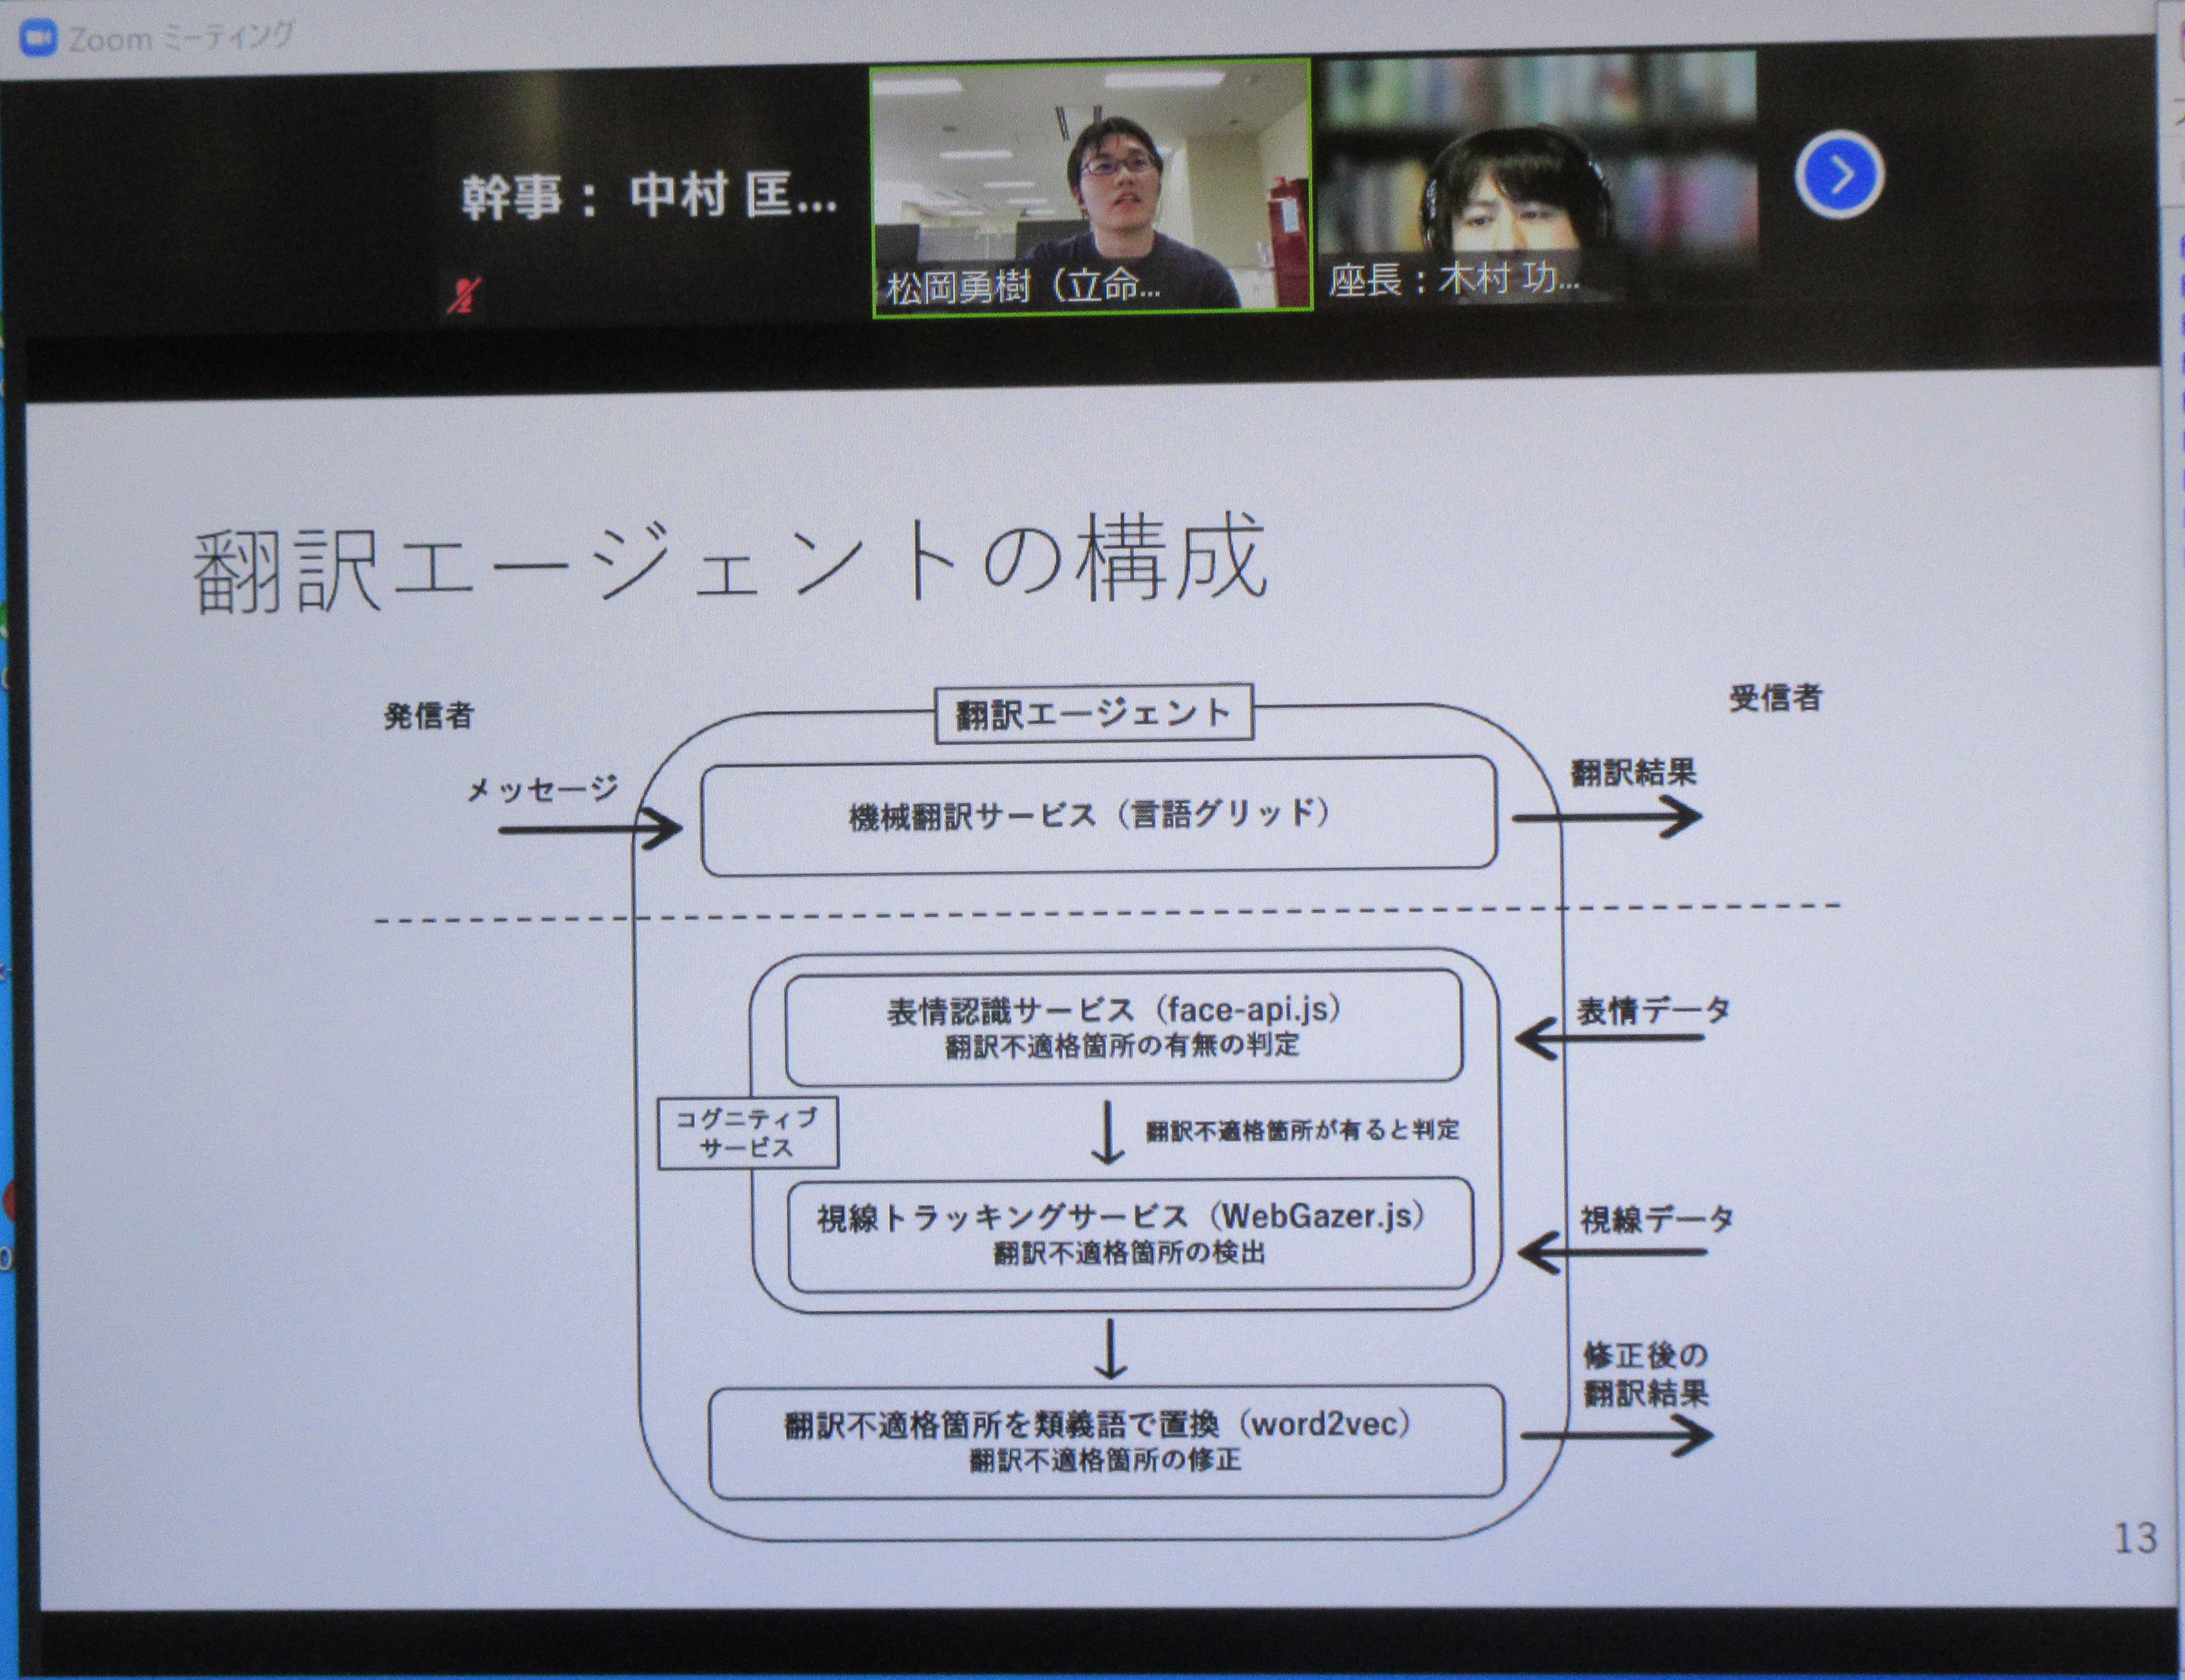 Zoom ミーティング
幹事： 中村 匡...
松岡勇樹（立命...
座長：木村 功...
翻訳エージェントの構成
発信者
翻訳エージェント
受信者
メッセージ
機械翻訳サービス（言語グリッド）
翻訳結果
表情認識サービス（face-api.js）
翻訳不適格箇所の有無の判定
表情データ
コグニティブ
サービス
翻訳不適格箇所が有ると判定
視線トラッキングサービス（WebGazer.js）
翻訳不適格箇所の検出
視線データ
修正後の
翻訳結果
翻訳不適格箇所を類義語で置換（word2vec）
翻訳不適格箇所の修正
13